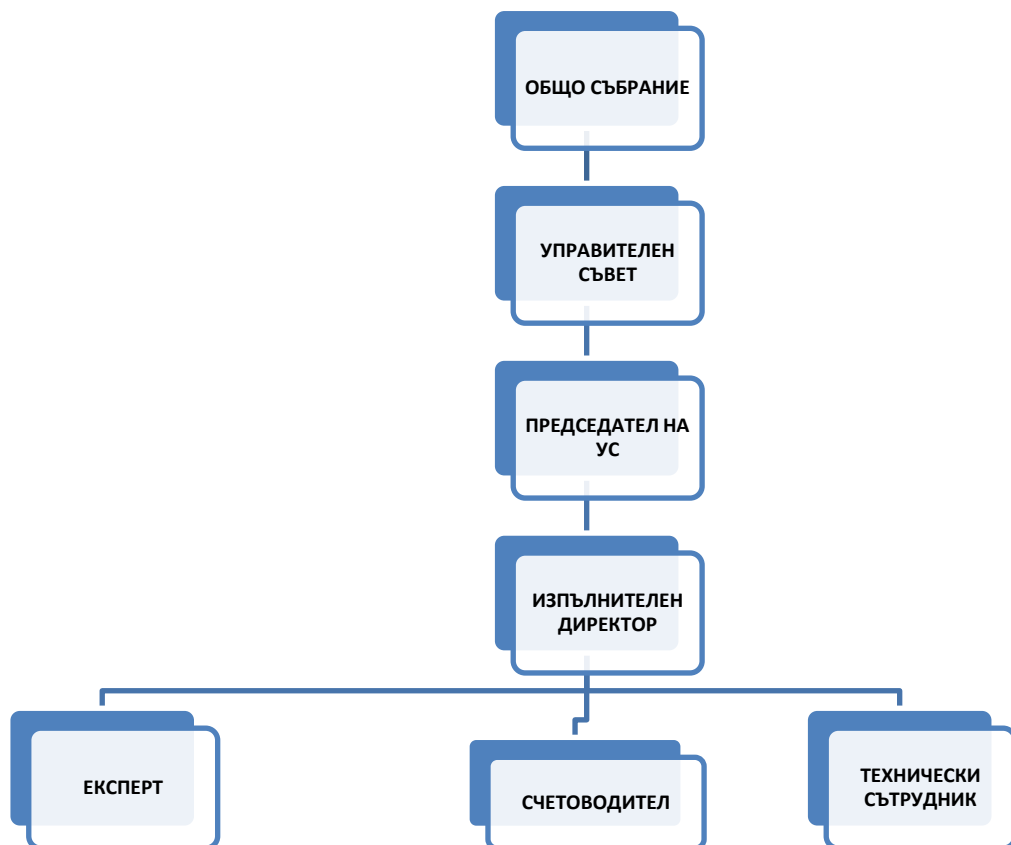 ОБЩО СЪБРАНИЕ
УПРАВИТЕЛЕН
СЪВЕТ
ПРЕДСЕДАТЕЛ НА
УС
ИЗПЪЛНИТЕЛЕН
ДИРЕКТОР
ЕКСПЕРТ
СЧЕТОВОДИТЕЛ
ТЕХНИЧЕСКИ
СЪТРУДНИК